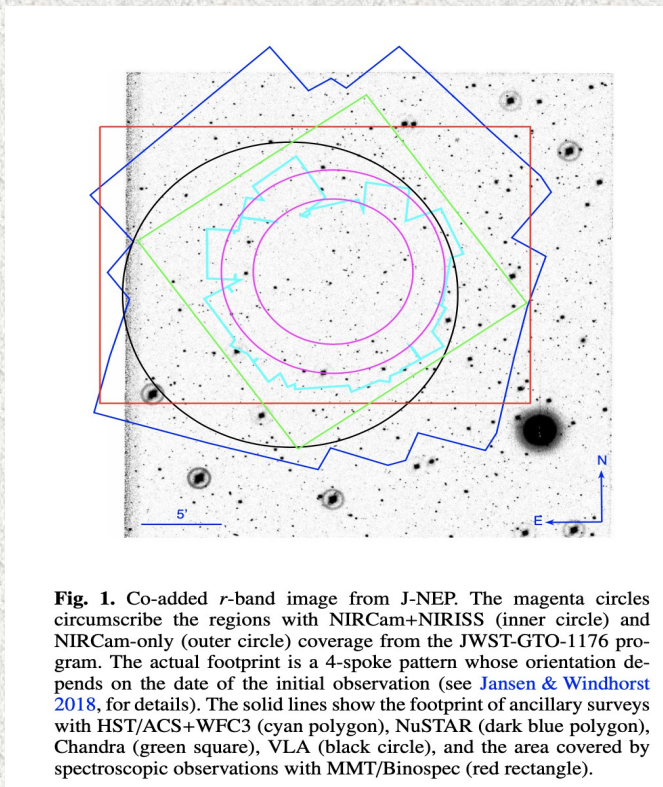 N
E
5'
Fig. 1. Co-added r-band image from J-NEP. The magenta circles
circumscribe the regions with NIRCam+NIRISS (inner circle) and
NIRCam-only (outer circle) coverage from the JWST-GTO-1176 pro-
gram. The actual footprint is a 4-spoke pattern whose orientation de-
pends on the date of the initial observation (see Jansen & Windhorst
2018, for details). The solid lines show the footprint of ancillary surveys
with HST/ACS+WFC3 (cyan polygon), NuSTAR (dark blue polygon),
Chandra (green square), VLA (black circle), and the area covered by
spectroscopic observations with MMT/Binospec (red rectangle).